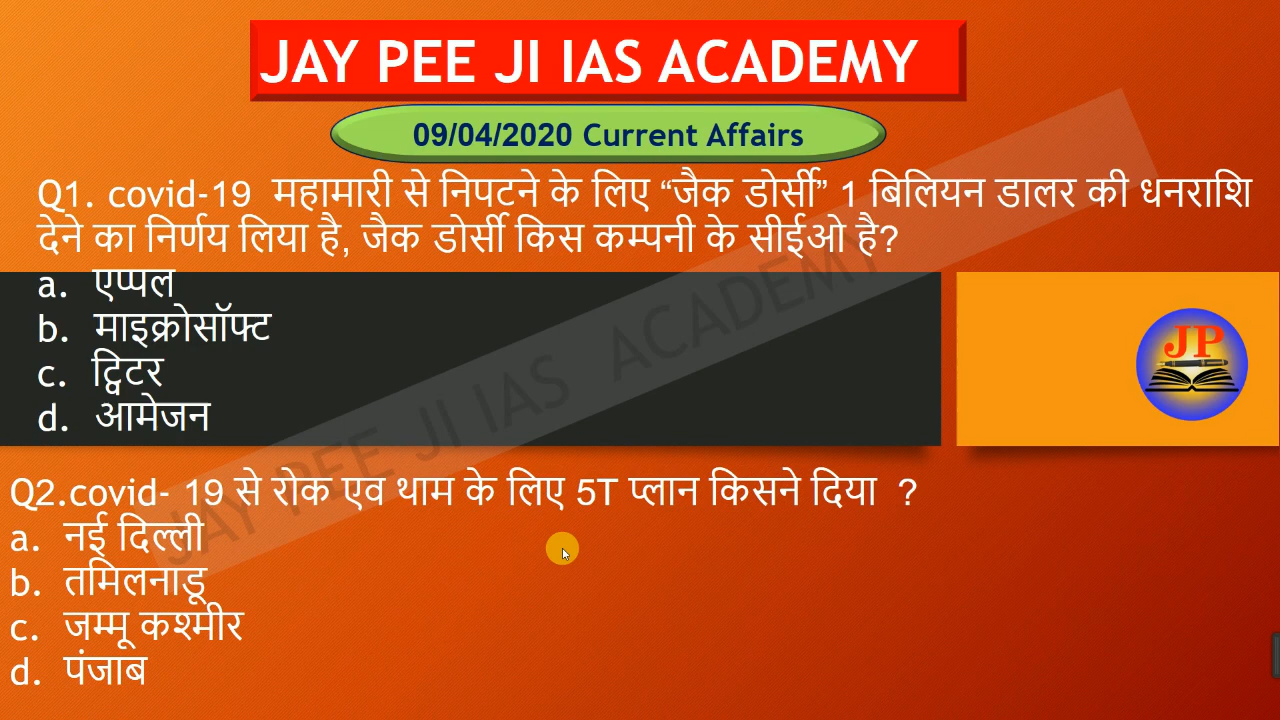 JAY PEE JI IAS ACADEMY
09/04/2020 Current Affairs
Q1. covid-19 महामारी से निपटने के लिए “जैक डोर्सी” 1 बिलियन डालर की धनराशि
देने का निर्णय लिया है, जैक डोर्सी किस कम्पनी के सीईओ है?
a. एप्पल
b. माइक्रोसॉफ्ट
c. ट्विटर
d. आमेजन
JP
Q2.covid- 19 से रोक एव थाम के लिए 5T प्लान किसने दिया ?
a. नई दिल्ली
b. तमिलनाडू
c. जम्मू कश्मीर
d. पंजाब
JAY PEE JI IAS ACADEMY